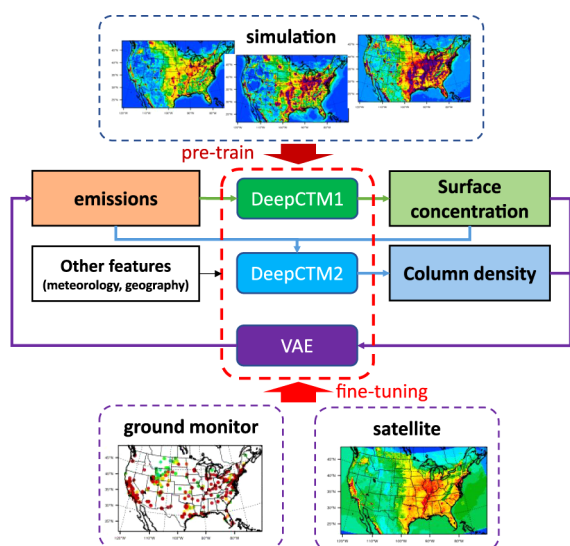 simulation
pre-train
emissions
DeepCTM1
Surface
concentration
Other features
(meteorology, geography)
DeepCTM2
Column density
VAE
fine-tuning
ground monitor
satellite